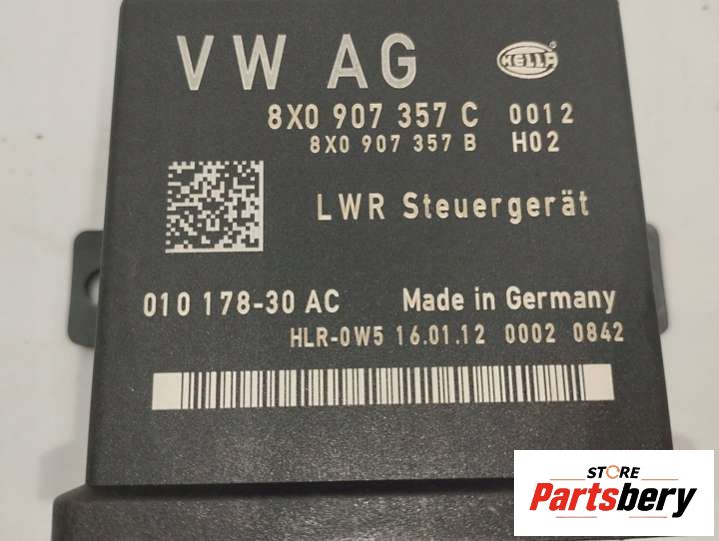 VW AG HELLA
8X0 907 357 C 0012
8X0 907 357 B H02
LWR Steuergerät
010 178-30 AC Made in Germany
HLR-0W5 16.01.12 0002 0842
STORE
Partsbery